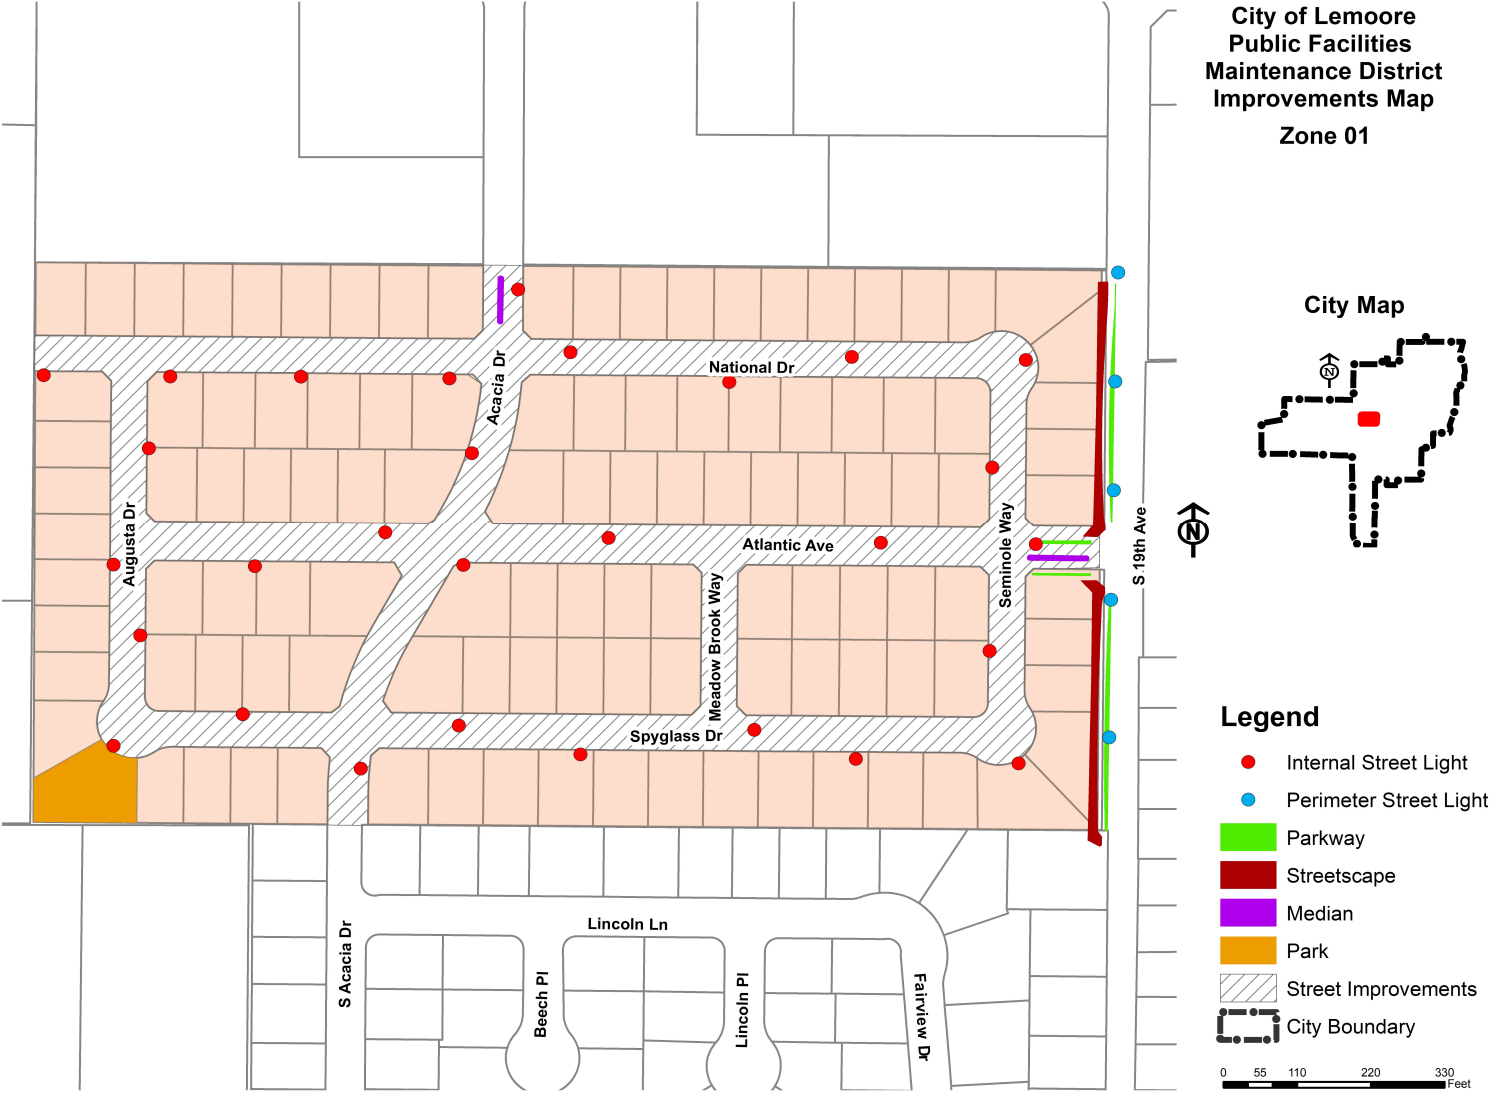 City of Lemoore
Public Facilities
Maintenance District
Improvements Map
Zone 01
City Map
N
N
National Dr
Acacia Dr
Augusta Dr
Atlantic Ave
Seminole Way
Meadow Brook Way
Spyglass Dr
S 19th Ave
Lincoln Ln
S Acacia Dr
Beech Pl
Lincoln Pl
Fairview Dr
Legend
Internal Street Light
Perimeter Street Light
Parkway
Streetscape
Median
Park
Street Improvements
City Boundary
0 55 110 220 330
Feet